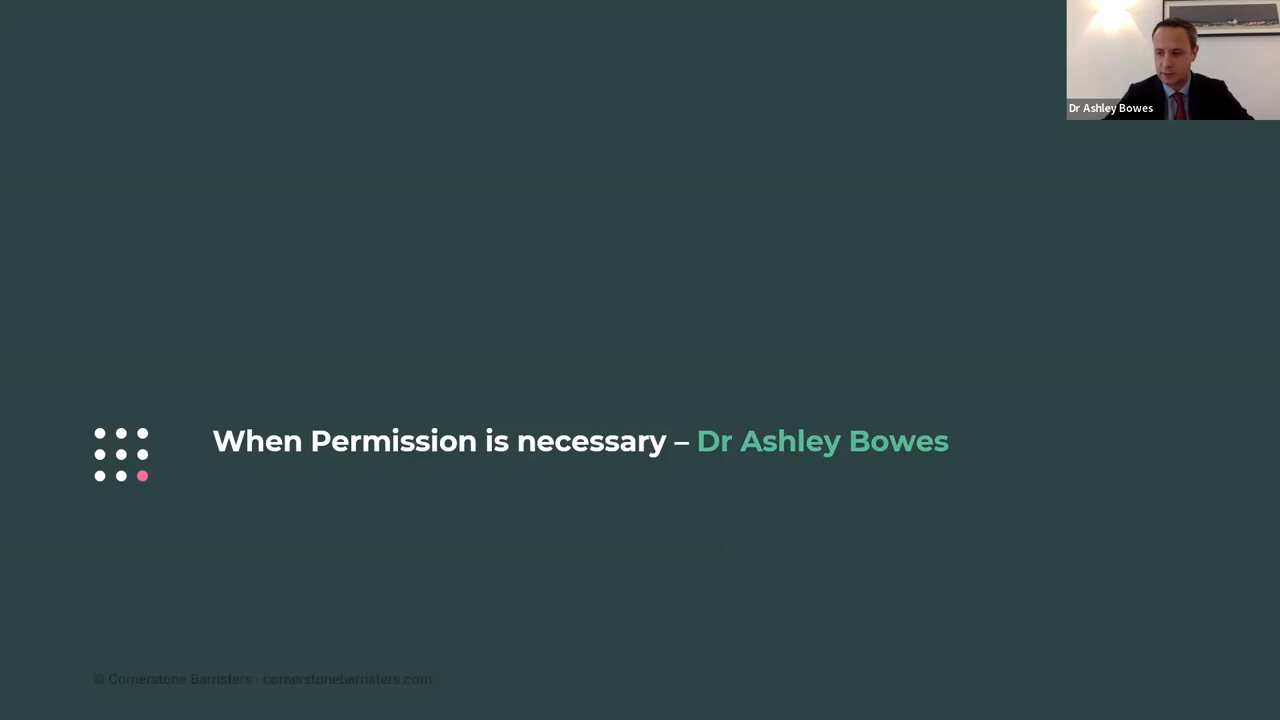 Dr Ashley Bowes
When Permission is necessary – Dr Ashley Bowes
© Cornerstone Barristers - cornerstonebarristers.com